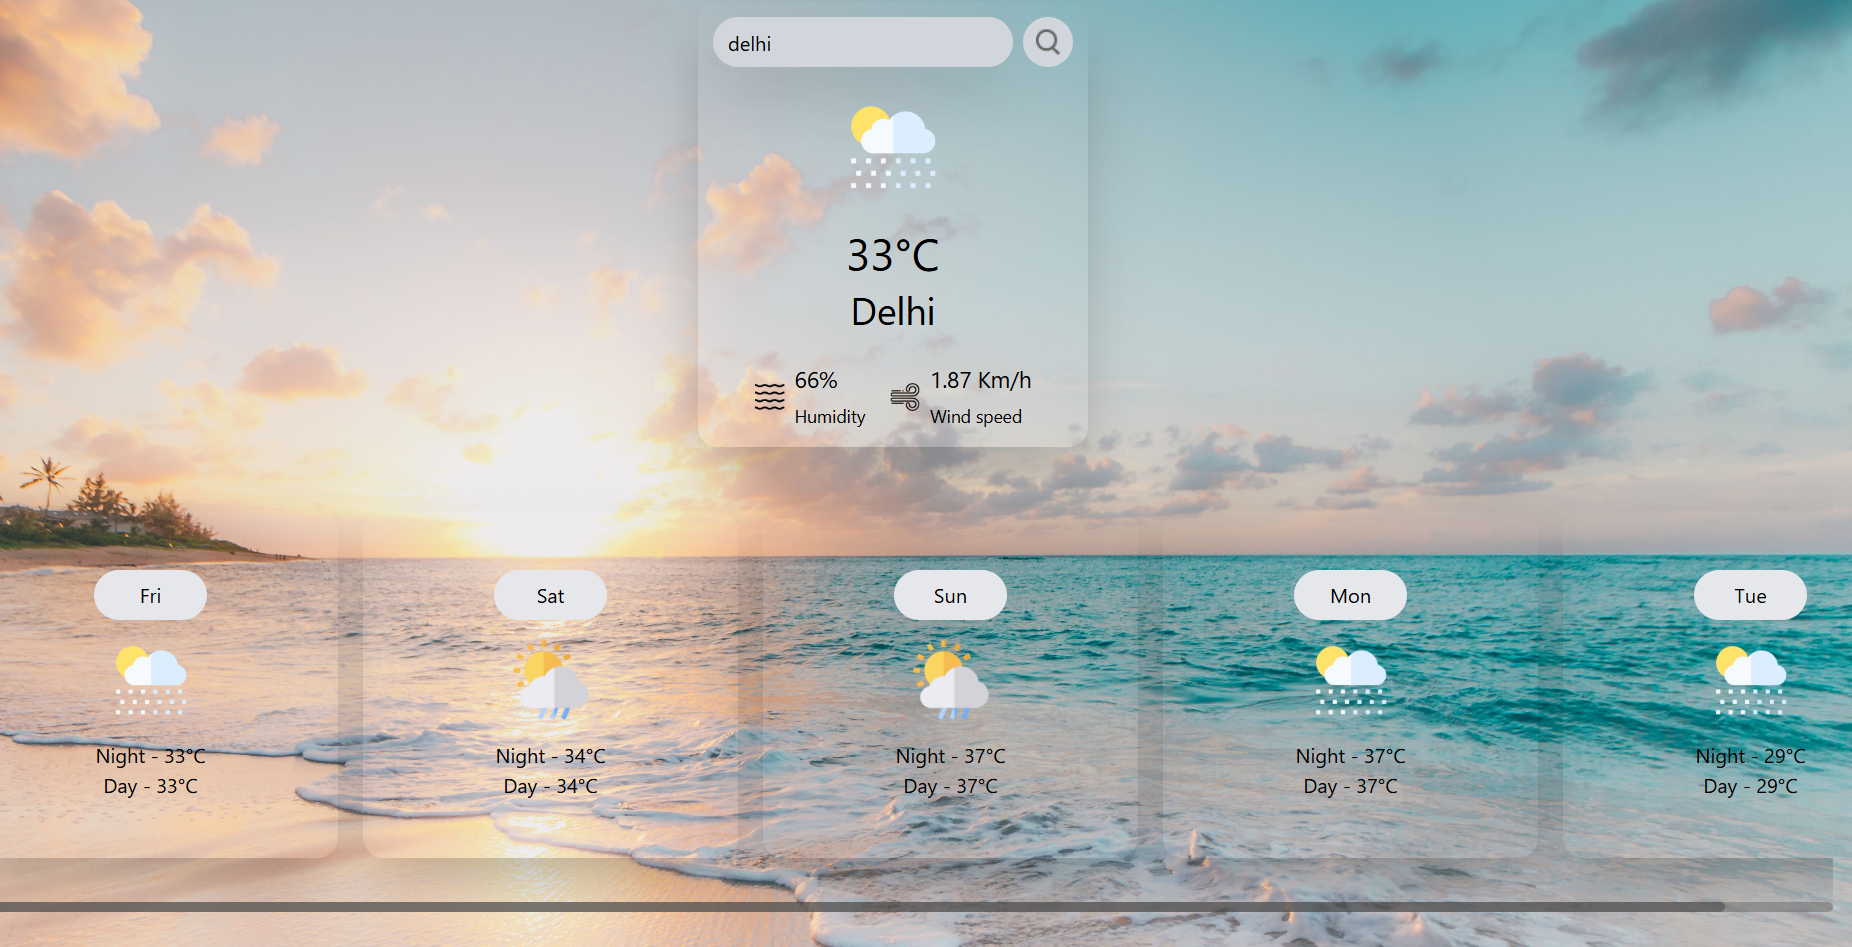 delhi
33°C
Delhi
66%
Humidity
1.87 Km/h
Wind speed
Fri
Night - 33°C
Day - 33°C
Sat
Night - 34°C
Day - 34°C
Sun
Night - 37°C
Day - 37°C
Mon
Night - 37°C
Day - 37°C
Tue
Night - 29°C
Day - 29°C